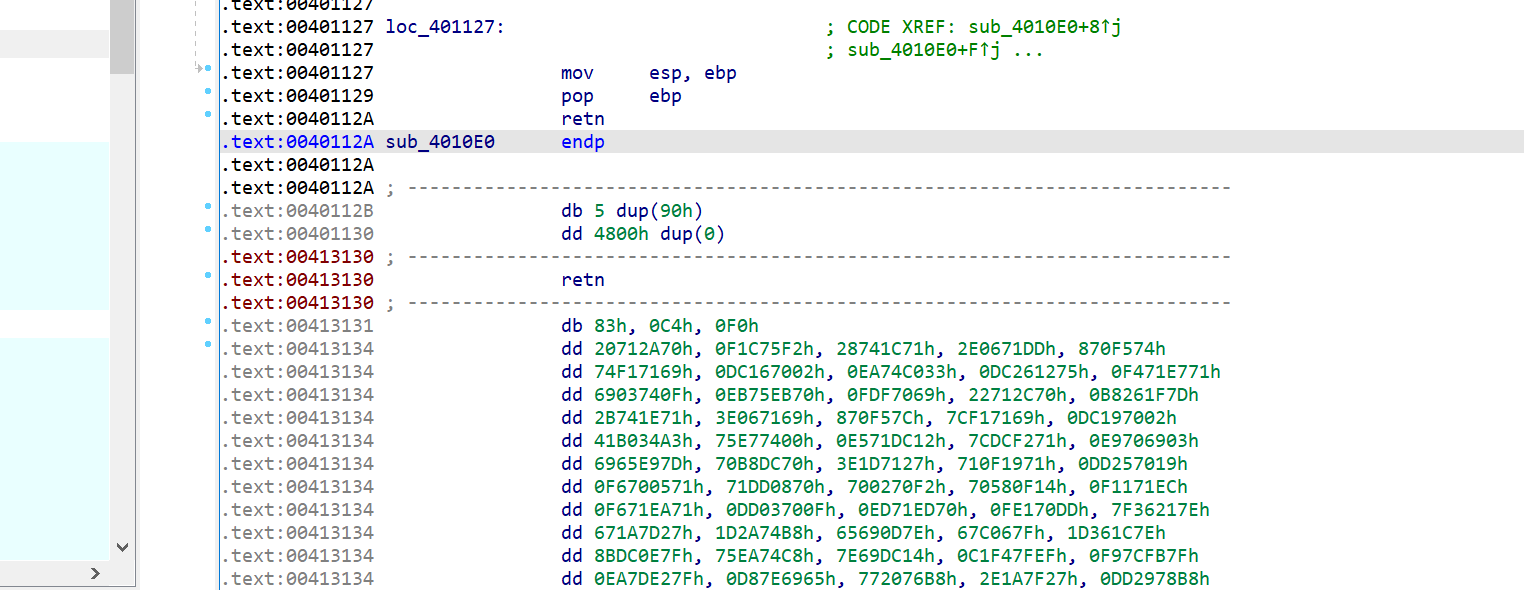 .text:00401127
.text:00401127 loc_401127: ; CODE XREF: sub_4010E0+8↑j
.text:00401127 ; sub_4010E0+F↑j ...
.text:00401127 mov esp, ebp
.text:00401129 pop ebp
.text:0040112A retn
.text:0040112A sub_4010E0 endp
.text:0040112A
.text:0040112A ; ---------------------------------------------------------------------------
.text:0040112B db 5 dup(90h)
.text:00401130 dd 4800h dup(0)
.text:00413130 ; ---------------------------------------------------------------------------
.text:00413130 retn
.text:00413130 ; ---------------------------------------------------------------------------
.text:00413131 db 83h, 0C4h, 0F0h
.text:00413134 dd 20712A70h, 0F1C75F2h, 28741C71h, 2E0671DDh, 870F574h
.text:00413134 dd 74F17169h, 0DC167002h, 0EA74C033h, 0DC261275h, 0F471E771h
.text:00413134 dd 6903740Fh, 0EB75EB70h, 0FDF7069h, 22712C70h, 0B8261F7Dh
.text:00413134 dd 2B741E71h, 3E067169h, 870F57Ch, 7CF17169h, 0DC197002h
.text:00413134 dd 41B034A3h, 75E77400h, 0E571DC12h, 7CDCF271h, 0E9706903h
.text:00413134 dd 6965E97Dh, 70B8DC70h, 3E1D7127h, 710F1971h, 0DD257019h
.text:00413134 dd 0F6700571h, 71DD0870h, 700270F2h, 70580F14h, 0F1171ECh
.text:00413134 dd 0F671EA71h, 0DD03700Fh, 0ED71ED70h, 0FE170DDh, 7F36217Eh
.text:00413134 dd 671A7D27h, 1D2A74B8h, 65690D7Eh, 67C067Fh, 1D361C7Eh
.text:00413134 dd 8BDC0E7Fh, 75EA74C8h, 7E69DC14h, 0C1F47FEFh, 0F97CFB7Fh
.text:00413134 dd 0EA7DE27Fh, 0D87E6965h, 772076B8h, 2E1A7F27h, 0DD2978B8h